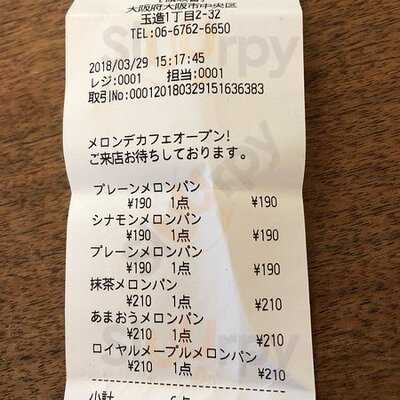 大阪府大阪市中央区
玉造1丁目2-32
TEL:06-6762-6650
2018/03/29 15:17:45
レジ:0001 担当:0001
取引No:000120180329151636383
メロンデカフェオープン!
ご来店お待ちしております。
プレーンメロンパン
¥190 1点 ¥190
シナモンメロンパン
¥190 1点 ¥190
プレーンメロンパン
¥190 1点 ¥190
抹茶メロンパン
¥210 1点 ¥210
あまおうメロンパン
¥210 1点 ¥210
ロイヤルメープルメロンパン
¥210 1点 ¥210
小計 6点